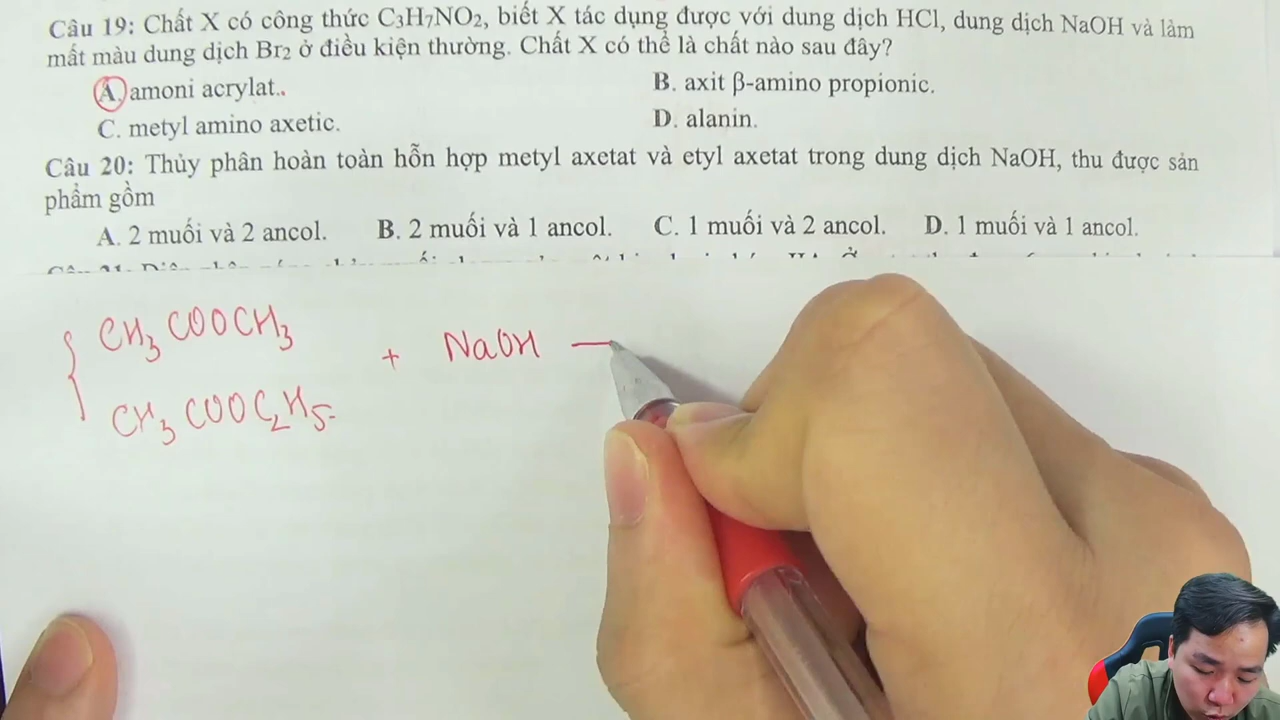 Câu 19: Chất X có công thức C₃H₇NO₂, biết X tác dụng được với dung dịch HCl, dung dịch NaOH và làm
mất màu dung dịch Br₂ ở điều kiện thường. Chất X có thể là chất nào sau đây?
A. amoni acrylat. B. axit β-amino propionic.
C. metyl amino axetic. D. alanin.
Câu 20: Thủy phân hoàn toàn hỗn hợp metyl axetat và etyl axetat trong dung dịch NaOH, thu được sản
phẩm gồm
A. 2 muối và 2 ancol. B. 2 muối và 1 ancol. C. 1 muối và 2 ancol. D. 1 muối và 1 ancol.
CH₃COOCH₃
+ NaOH —
CH₃COOC₂H₅